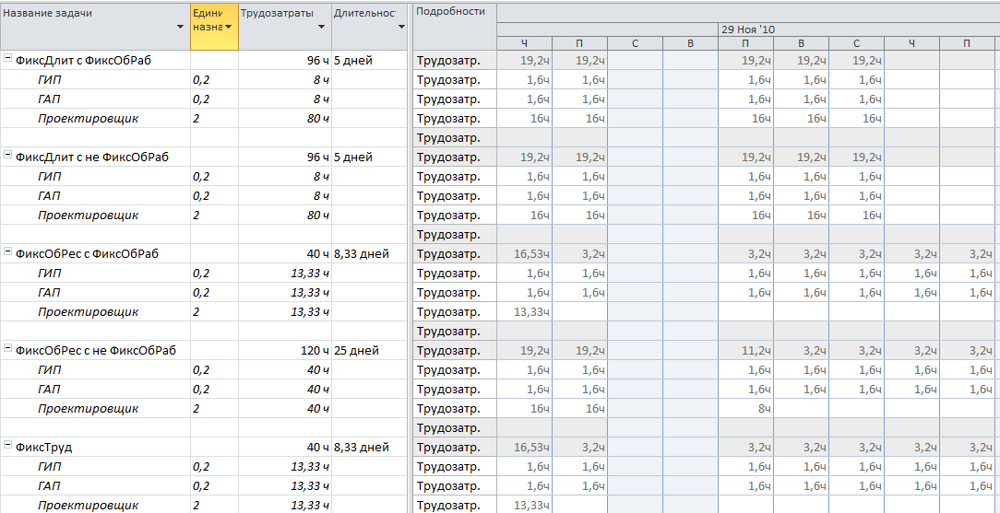 Название задачи Едини назна Трудозатраты Длительнос Подробности
29 Ноя '10
Ч П С В П В С Ч П
ФиксДлит с ФиксОбРаб 96 ч 5 дней Трудозатр. 19,2ч 19,2ч 19,2ч 19,2ч 19,2ч
ГИП 0,2 8 ч Трудозатр. 1,6ч 1,6ч 1,6ч 1,6ч 1,6ч
ГАП 0,2 8 ч Трудозатр. 1,6ч 1,6ч 1,6ч 1,6ч 1,6ч
Проектировщик 2 80 ч Трудозатр. 16ч 16ч 16ч 16ч 16ч
Трудозатр.
ФиксДлит с не ФиксОбРаб 96 ч 5 дней Трудозатр. 19,2ч 19,2ч 19,2ч 19,2ч 19,2ч
ГИП 0,2 8 ч Трудозатр. 1,6ч 1,6ч 1,6ч 1,6ч 1,6ч
ГАП 0,2 8 ч Трудозатр. 1,6ч 1,6ч 1,6ч 1,6ч 1,6ч
Проектировщик 2 80 ч Трудозатр. 16ч 16ч 16ч 16ч 16ч
Трудозатр.
ФиксОбРес с ФиксОбРаб 40 ч 8,33 дней Трудозатр. 16,53ч 3,2ч 3,2ч 3,2ч 3,2ч 3,2ч 3,2ч
ГИП 0,2 13,33 ч Трудозатр. 1,6ч 1,6ч 1,6ч 1,6ч 1,6ч 1,6ч 1,6ч
ГАП 0,2 13,33 ч Трудозатр. 1,6ч 1,6ч 1,6ч 1,6ч 1,6ч 1,6ч 1,6ч
Проектировщик 2 13,33 ч Трудозатр. 13,33ч
Трудозатр.
ФиксОбРес с не ФиксОбРаб 120 ч 25 дней Трудозатр. 19,2ч 19,2ч 11,2ч 3,2ч 3,2ч 3,2ч 3,2ч
ГИП 0,2 40 ч Трудозатр. 1,6ч 1,6ч 1,6ч 1,6ч 1,6ч 1,6ч 1,6ч
ГАП 0,2 40 ч Трудозатр. 1,6ч 1,6ч 1,6ч 1,6ч 1,6ч 1,6ч 1,6ч
Проектировщик 2 40 ч Трудозатр. 16ч 16ч 8ч
Трудозатр.
ФиксТруд 40 ч 8,33 дней Трудозатр. 16,53ч 3,2ч 3,2ч 3,2ч 3,2ч 3,2ч 3,2ч
ГИП 0,2 13,33 ч Трудозатр. 1,6ч 1,6ч 1,6ч 1,6ч 1,6ч 1,6ч 1,6ч
ГАП 0,2 13,33 ч Трудозатр. 1,6ч 1,6ч 1,6ч 1,6ч 1,6ч 1,6ч 1,6ч
Проектировщик 2 13,33 ч Трудозатр. 13,33ч